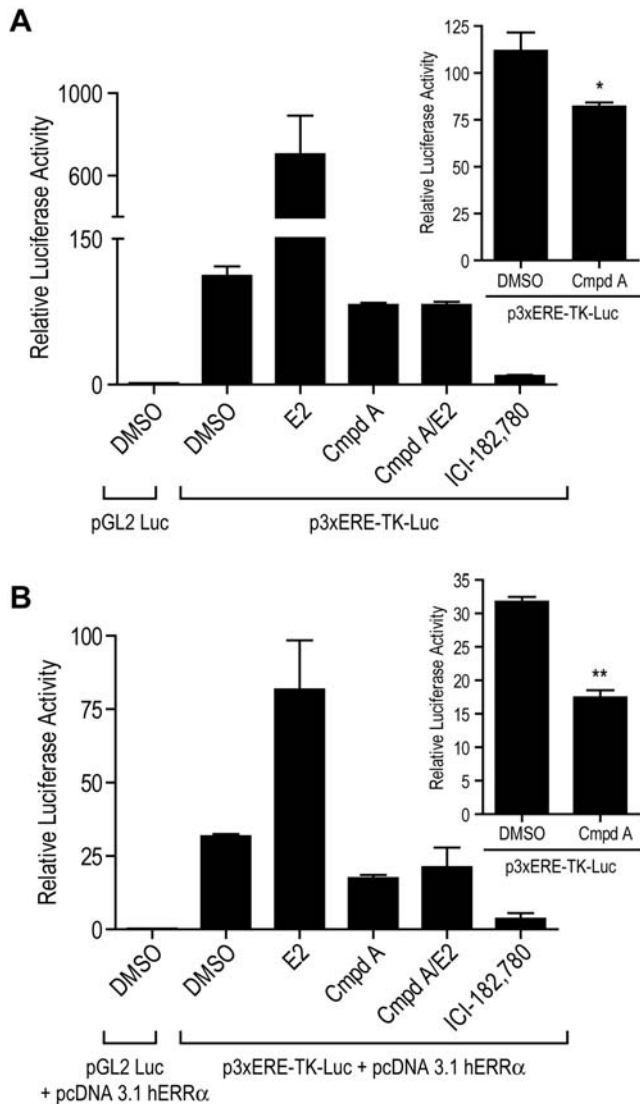 A
Relative Luciferase Activity
1000
600
150
0
DMSO
DMSO
E2
Cmpd A
Cmpd A/E2
ICI-182,780
pGL2 Luc
p3xERE-TK-Luc
Relative Luciferase Activity
125
100
75
50
25
0
*
DMSO
Cmpd A
p3xERE-TK-Luc
B
Relative Luciferase Activity
100
75
50
25
0
DMSO
DMSO
E2
Cmpd A
Cmpd A/E2
ICI-182,780
pGL2 Luc
+ pcDNA 3.1 hERRα
p3xERE-TK-Luc + pcDNA 3.1 hERRα
Relative Luciferase Activity
35
30
25
20
15
10
5
0
**
DMSO
Cmpd A
p3xERE-TK-Luc